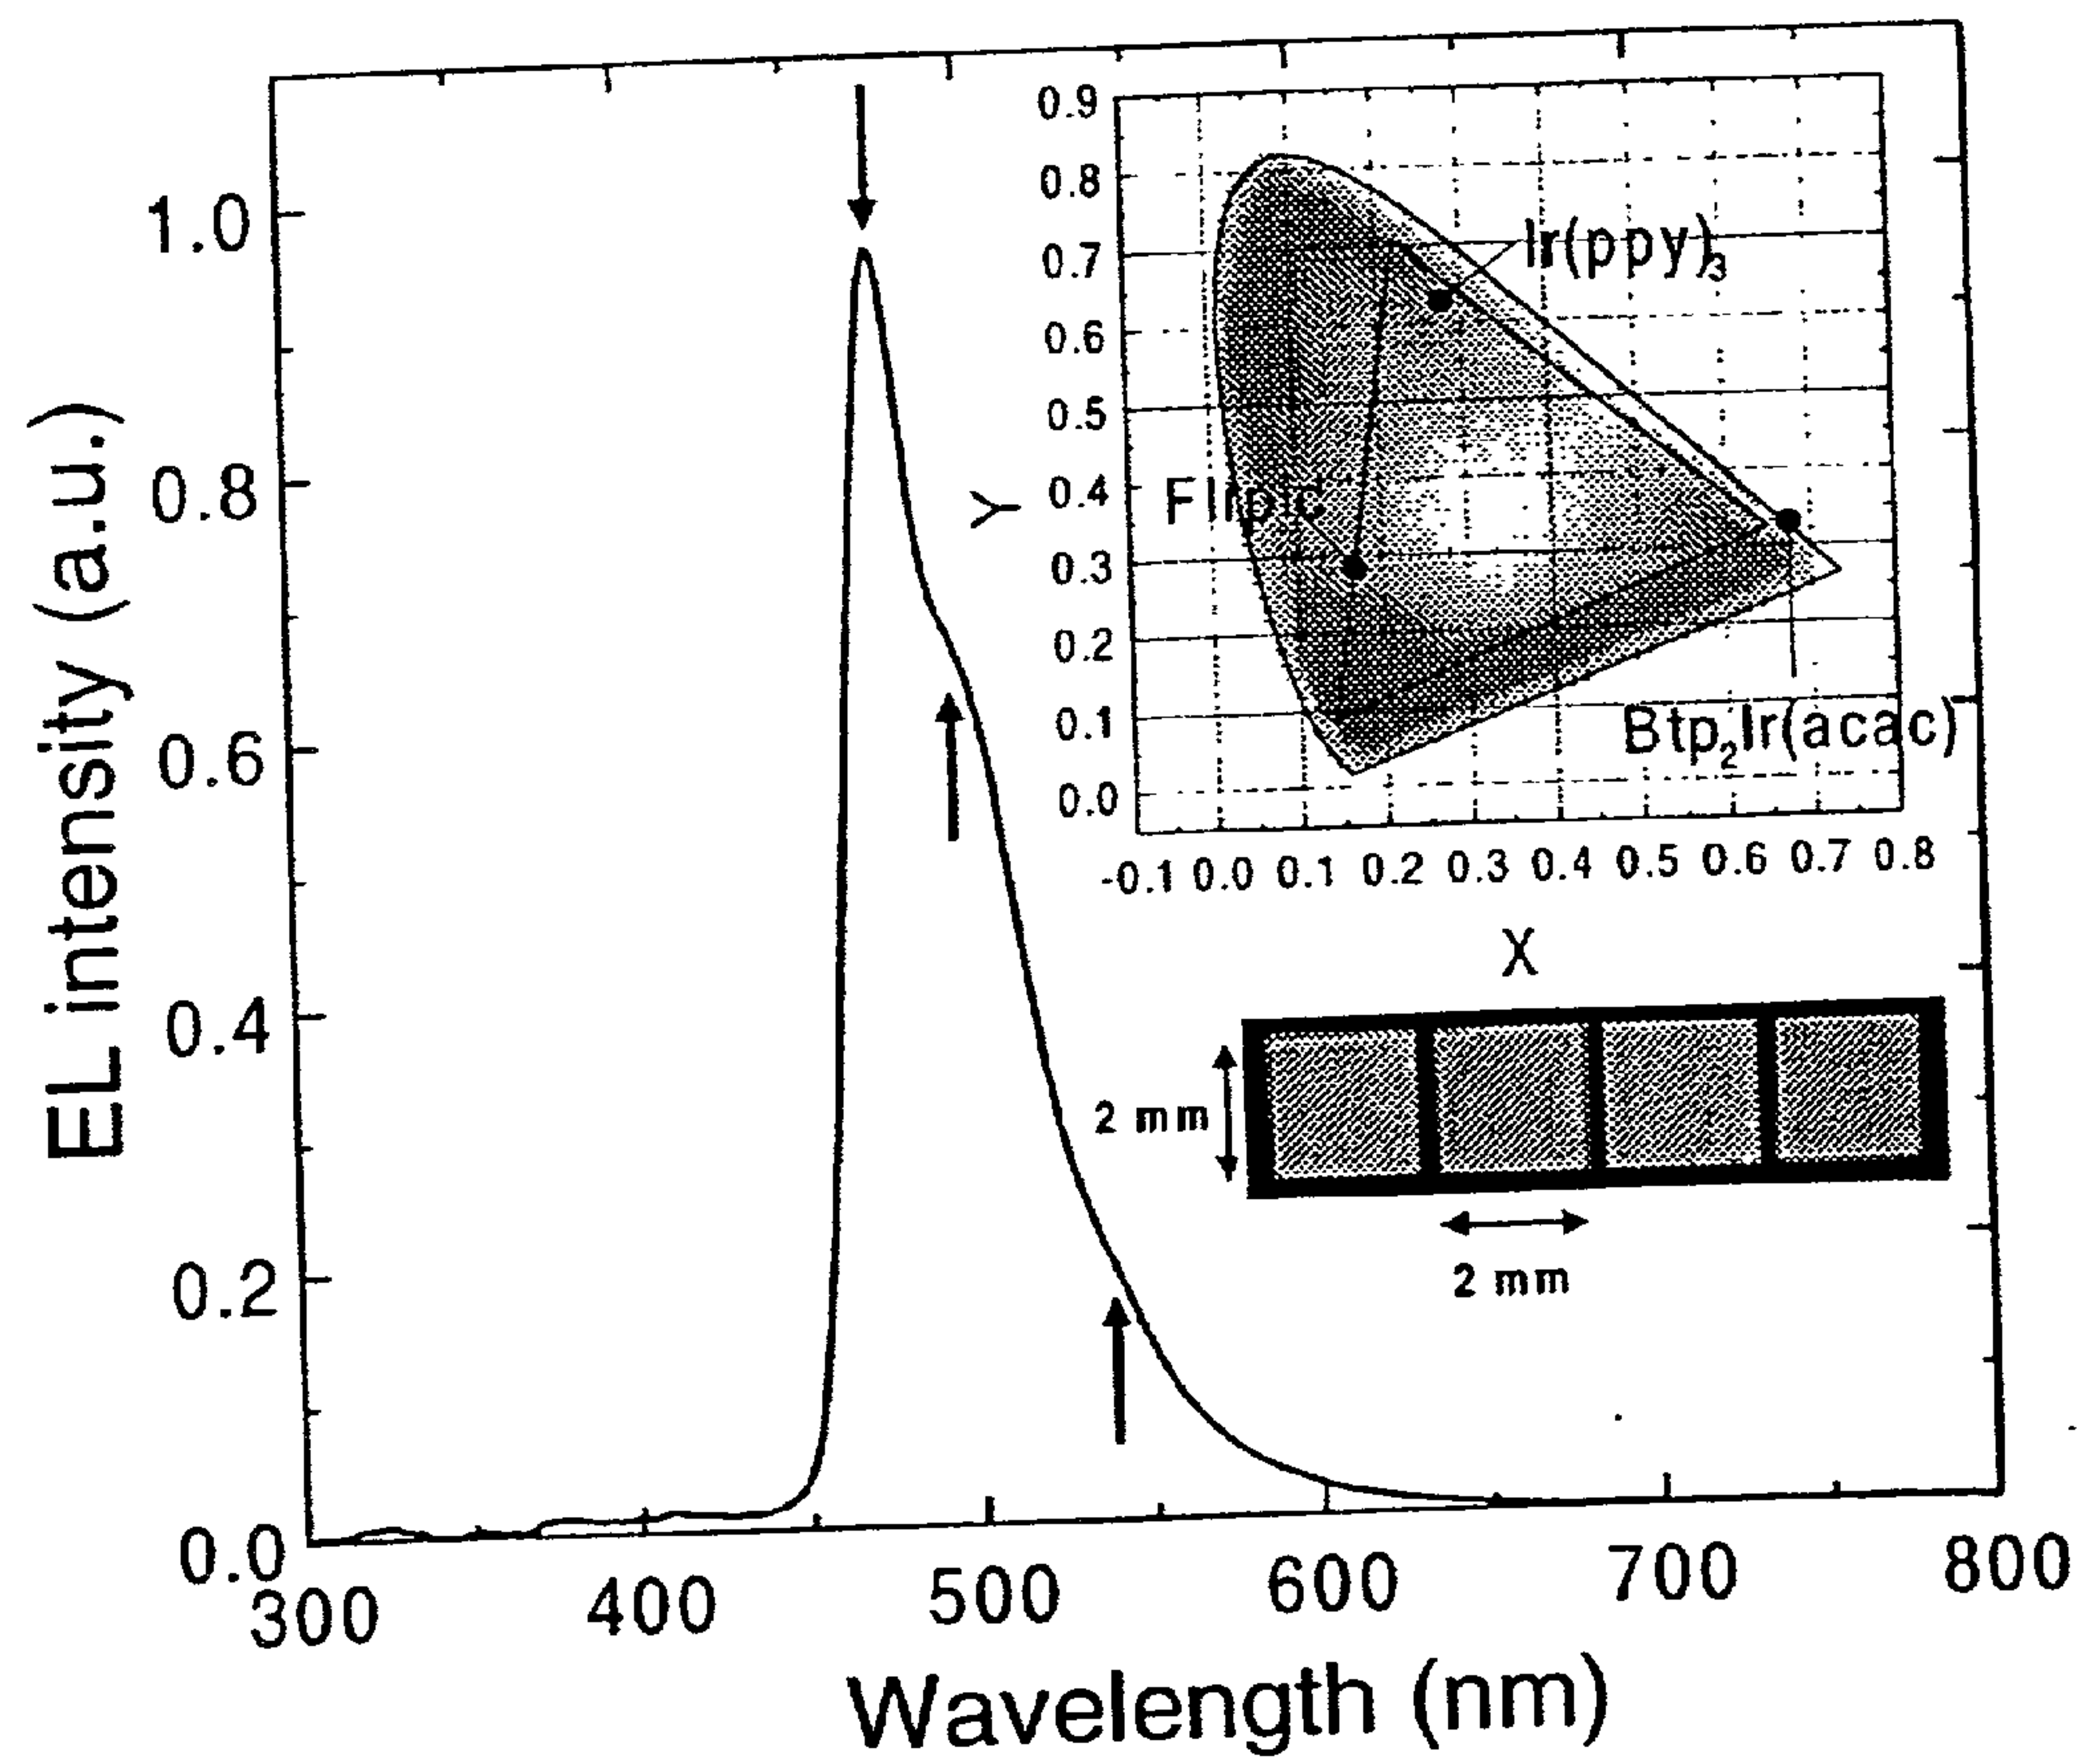 EL intensity (a.u.)
1.0
0.8
0.6
0.4
0.2
0.0
300 400 500 600 700 800
Wavelength (nm)
Y
0.9
0.8
0.7
0.6
0.5
0.4
0.3
0.2
0.1
0.0
-0.1 0.0 0.1 0.2 0.3 0.4 0.5 0.6 0.7 0.8
X
Ir(ppy)₃
FIrpic
Btp₂Ir(acac)
2 mm
2 mm